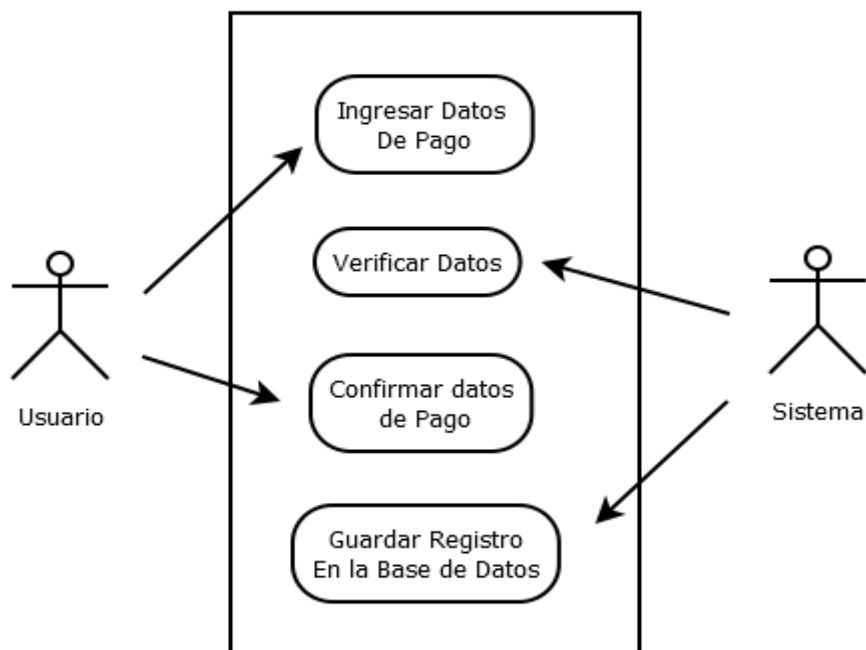 Ingresar Datos
De Pago
Verificar Datos
Confirmar datos
de Pago
Usuario
Sistema
Guardar Registro
En la Base de Datos